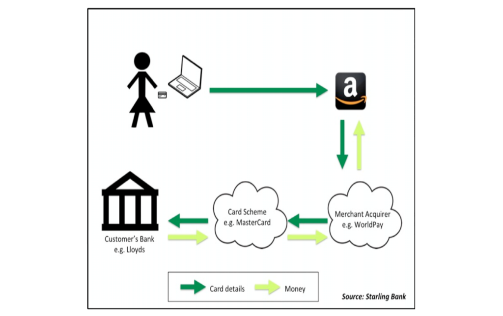 a
Card Scheme
e.g. MasterCard
Merchant Acquirer
e.g. WorldPay
Customer's Bank
e.g. Lloyds
Card details
Money
Source: Starling Bank